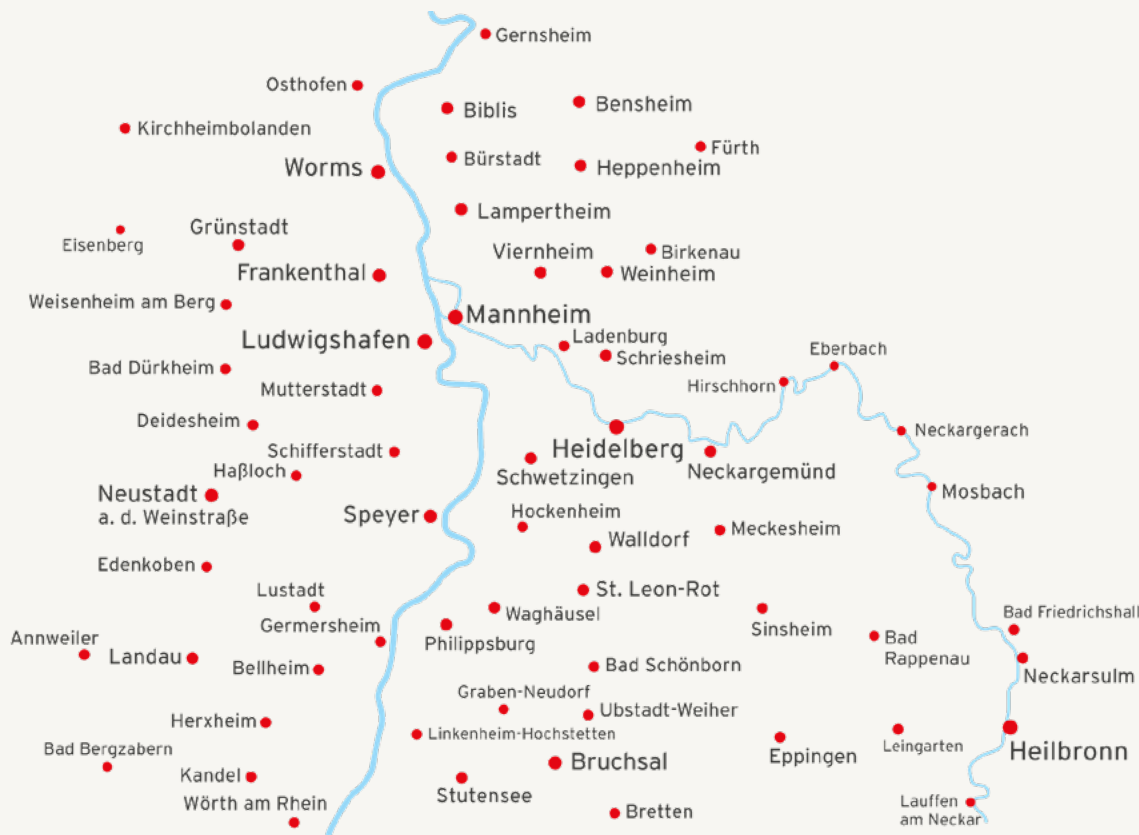 Gernsheim
Osthofen
Biblis
Bensheim
Kirchheimbolanden
Fürth
Bürstadt
Worms
Heppenheim
Lampertheim
Grünstadt
Eisenberg
Viernheim
Birkenau
Frankenthal
Weinheim
Weisenheim am Berg
Mannheim
Ludwigshafen
Ladenburg
Schriesheim
Eberbach
Bad Dürkheim
Mutterstadt
Hirschhorn
Deidesheim
Neckargerach
Schifferstadt
Heidelberg
Haßloch
Schwetzingen
Neckargemünd
Mosbach
Neustadt
a. d. Weinstraße
Speyer
Hockenheim
Meckesheim
Walldorf
Edenkoben
Lustadt
St. Leon-Rot
Waghäusel
Bad Friedrichshall
Sinsheim
Germersheim
Philippsburg
Annweiler
Bad
Rappenau
Landau
Bellheim
Bad Schönborn
Neckarsulm
Graben-Neudorf
Ubstadt-Weiher
Herxheim
Linkenheim-Hochstetten
Bad Bergzabern
Eppingen
Leingarten
Heilbronn
Bruchsal
Kandel
Stutensee
Wörth am Rhein
Bretten
Lauffen
am Neckar